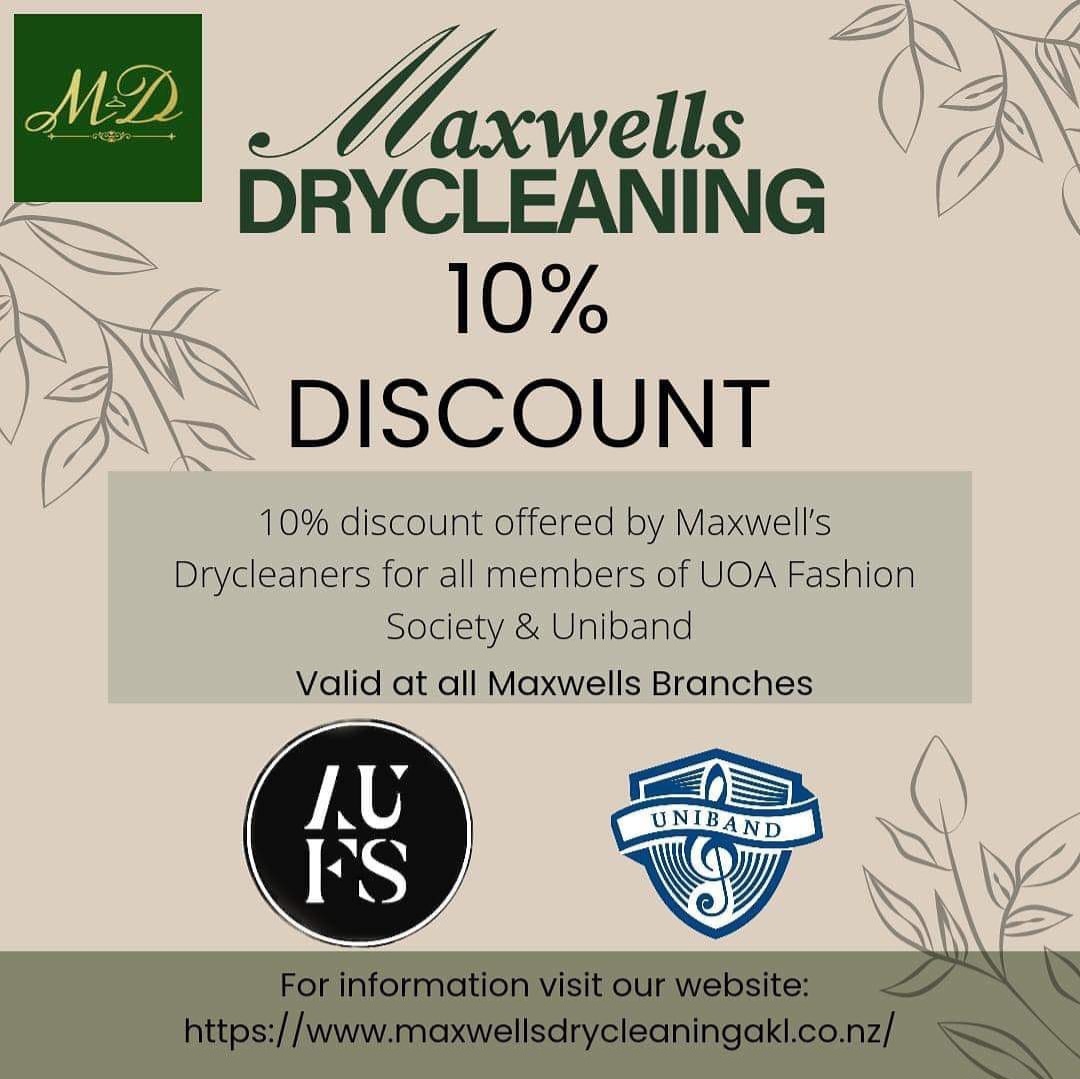 MD
Maxwells
DRYCLEANING
10%
DISCOUNT
10% discount offered by Maxwell’s
Drycleaners for all members of UOA Fashion
Society & Uniband
Valid at all Maxwells Branches
AU
FS
UNIBAND
For information visit our website:
https://www.maxwellsdrycleaningakl.co.nz/